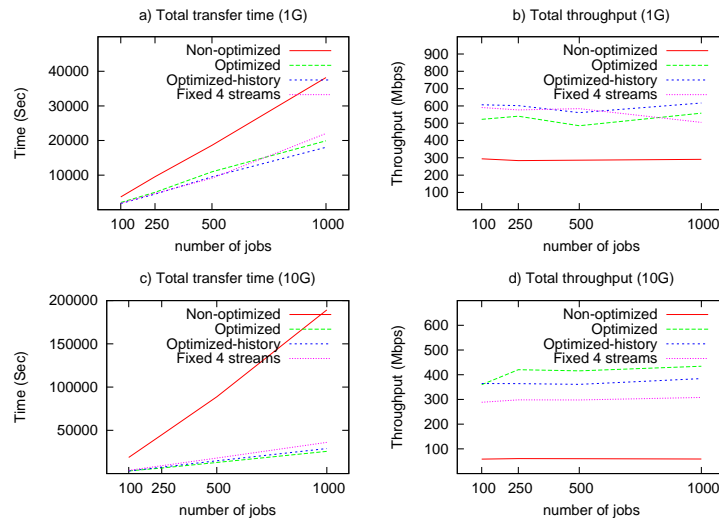 a) Total transfer time (1G)
Time (Sec)
40000
30000
20000
10000
Non-optimized
Optimized
Optimized-history
Fixed 4 streams
100 250 500 1000
number of jobs
b) Total throughput (1G)
Throughput (Mbps)
900
800
700
600
500
400
300
200
100
Non-optimized
Optimized
Optimized-history
Fixed 4 streams
100 250 500 1000
number of jobs
c) Total transfer time (10G)
Time (Sec)
200000
150000
100000
50000
Non-optimized
Optimized
Optimized-history
Fixed 4 streams
100 250 500 1000
number of jobs
d) Total throughput (10G)
Throughput (Mbps)
600
500
400
300
200
100
Non-optimized
Optimized
Optimized-history
Fixed 4 streams
100 250 500 1000
number of jobs